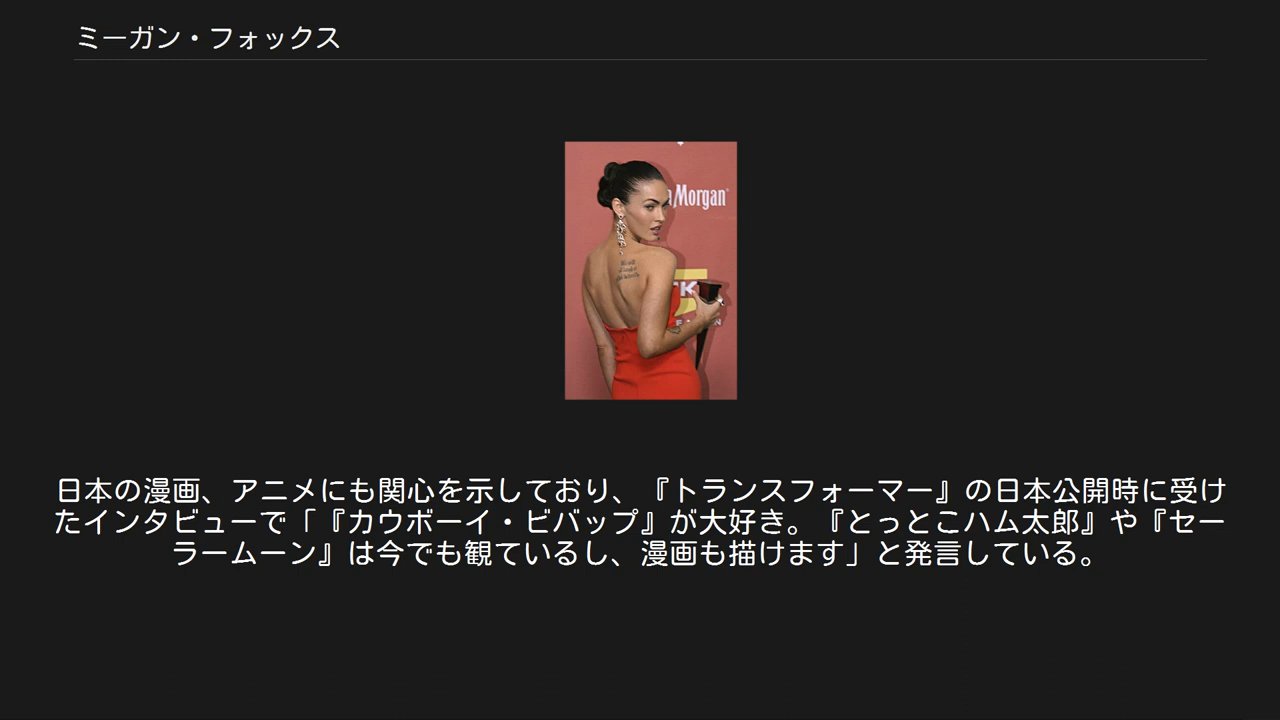 ミーガン・フォックス
Morgan
日本の漫画、アニメにも関心を示しており、『トランスフォーマー』の日本公開時に受け
たインタビューで「『カウボーイ・ビバップ』が大好き。『とっとこハム太郎』や『セー
ラームーン』は今でも観ているし、漫画も描けます」と発言している。